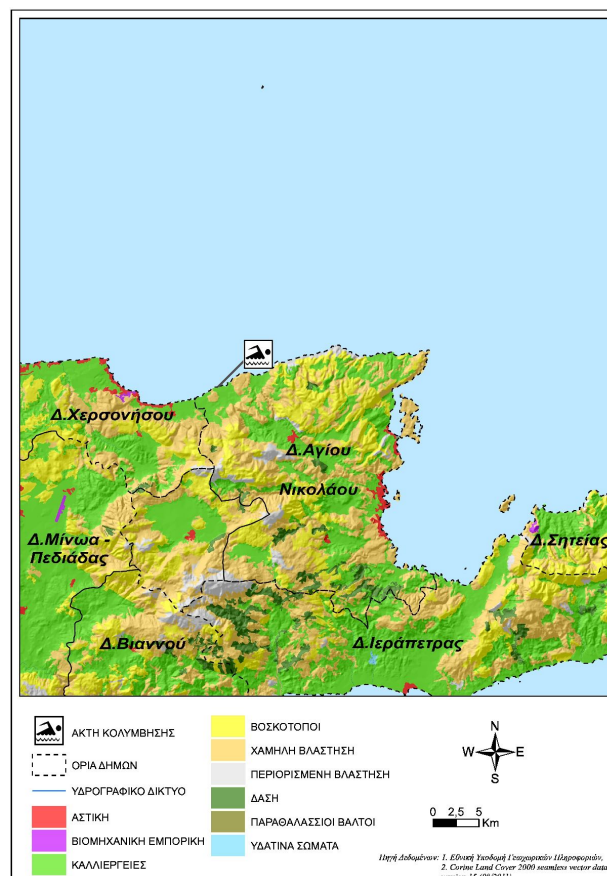 Δ.Χερσονήσου
Δ.Αγίου
Νικολάου
Δ.Μίνωα -
Πεδιάδας
Δ.Σητείας
Δ.Βιαννού
Δ.Ιεράπετρας
ΑΚΤΗ ΚΟΛΥΜΒΗΣΗΣ
ΟΡΙΑ ΔΗΜΩΝ
ΥΔΡΟΓΡΑΦΙΚΟ ΔΙΚΤΥΟ
ΑΣΤΙΚΗ
ΒΙΟΜΗΧΑΝΙΚΗ ΕΜΠΟΡΙΚΗ
ΚΑΛΛΙΕΡΓΕΙΕΣ
ΒΟΣΚΟΤΟΠΟΙ
ΧΑΜΗΛΗ ΒΛΑΣΤΗΣΗ
ΠΕΡΙΟΡΙΣΜΕΝΗ ΒΛΑΣΤΗΣΗ
ΔΑΣΗ
ΠΑΡΑΘΑΛΑΣΣΙΟΙ ΒΑΛΤΟΙ
ΥΔΑΤΙΝΑ ΣΩΜΑΤΑ
N
W E
S
0 2,5 5
Km
Πηγή Δεδομένων: 1. Εθνική Υποδομή Γεωχωρικών Πληροφοριών,
2. Corine Land Cover 2000 seamless vector data